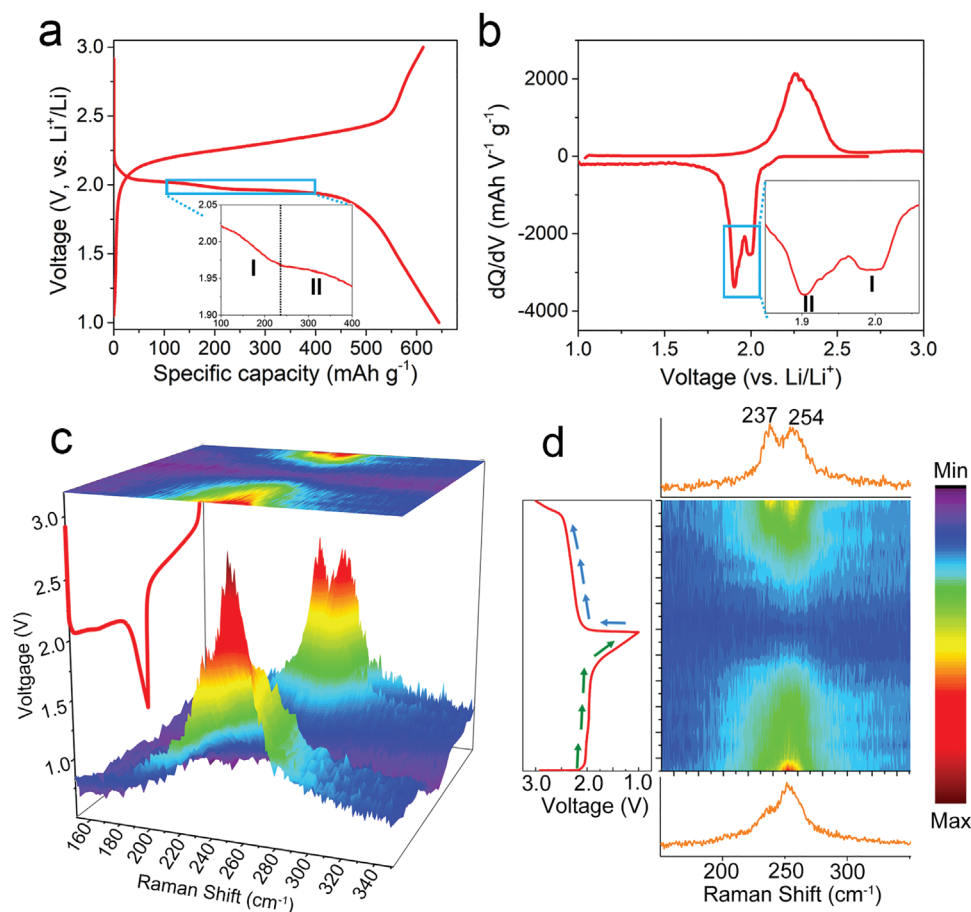 a
3.0
2.5
2.0
1.5
1.0
Voltage (V, vs. Li⁺/Li)
0 100 200 300 400 500 600
Specific capacity (mAh g⁻¹)
2.05
2.00
1.95
1.90
100 200 300 400
I
II
b
2000
0
-2000
-4000
dQ/dV (mAh V⁻¹ g⁻¹)
1.0 1.5 2.0 2.5 3.0
Voltage (vs. Li/Li⁺)
II
I
1.9 2.0
c
3.0
2.5
2.0
1.5
1.0
Voltgage (V)
160 180 200 220 240 260 280 300 320 340
Raman Shift (cm⁻¹)
d
237 254
3.0 2.0 1.0
Voltage (V)
Min
Max
200 250 300
Raman Shift (cm⁻¹)